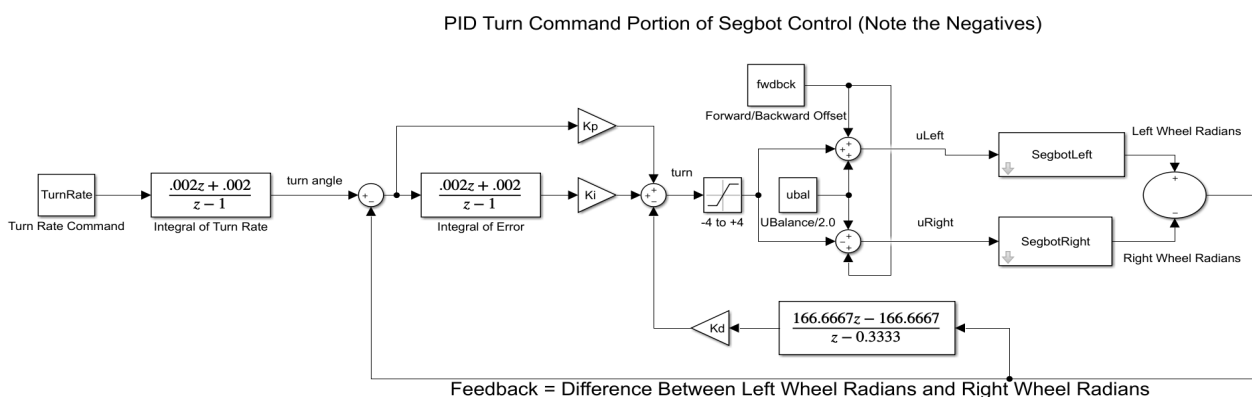 PID Turn Command Portion of Segbot Control (Note the Negatives)
fwdbck
Forward/Backward Offset
Kp
uLeft
Left Wheel Radians
SegbotLeft
TurnRate
Turn Rate Command
.002z + .002
z − 1
Integral of Turn Rate
turn angle
+
−
.002z + .002
z − 1
Integral of Error
Ki
+
+
−
turn
-4 to +4
+
+
+
ubal
UBalance/2.0
−
+
+
uRight
SegbotRight
Right Wheel Radians
+
−
Kd
166.6667z − 166.6667
z − 0.3333
Feedback = Difference Between Left Wheel Radians and Right Wheel Radians